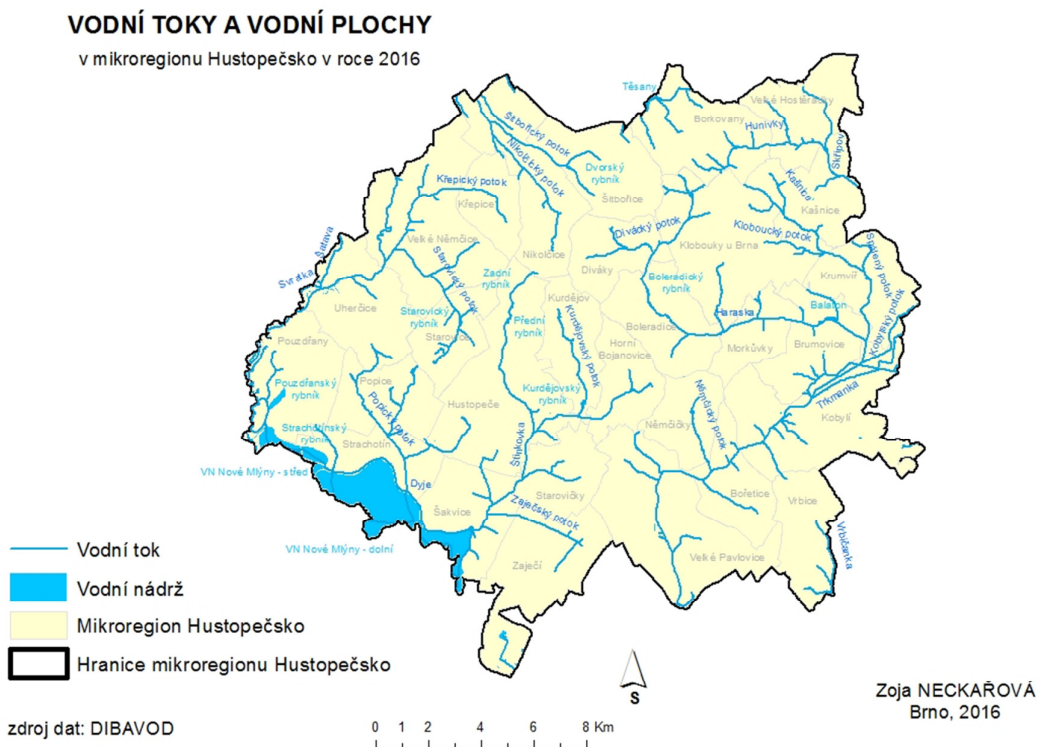 VODNÍ TOKY A VODNÍ PLOCHY
v mikroregionu Hustopečsko v roce 2016
Těšany
Velké Hostěrádky
Borkovany
Hunivky
Šitbořický potok
Nikolčický potok
Dvorský
rybník
Křepický potok
Křepice
Šitbořice
Kašnice
Kašnice
Divácký potok
Kloboucký potok
Klobouky u Brna
Velké Němčice
Nikolčice
Diváky
Šatava
Svratka
Starovický potok
Zadní
rybník
Boleradický
rybník
Krumvíř
Uherčice
Kurdějov
Starovický
rybník
Přední
rybník
Kurdějovský potok
Haraska
Balaton
Kobylský potok
Boleradice
Pouzdřany
Starovice
Horní
Bojanovice
Morkůvky
Brumovice
Pouzdřanský
rybník
Popice
Popický potok
Hustopeče
Kurdějovský
rybník
Němčický potok
Trkmanka
Kobylí
Strachotínský
rybník
Strachotín
Štinkovka
Němčičky
VN Nové Mlýny - střed
Dyje
Šakvice
Starovičky
Zaječský potok
Bořetice
Vrbice
Vrbičanka
VN Nové Mlýny - dolní
Zaječí
Velké Pavlovice
Vodní tok
Vodní nádrž
Mikroregion Hustopečsko
Hranice mikroregionu Hustopečsko
S
Zoja NECKAŘOVÁ
Brno, 2016
zdroj dat: DIBAVOD
0 1 2 4 6 8 Km